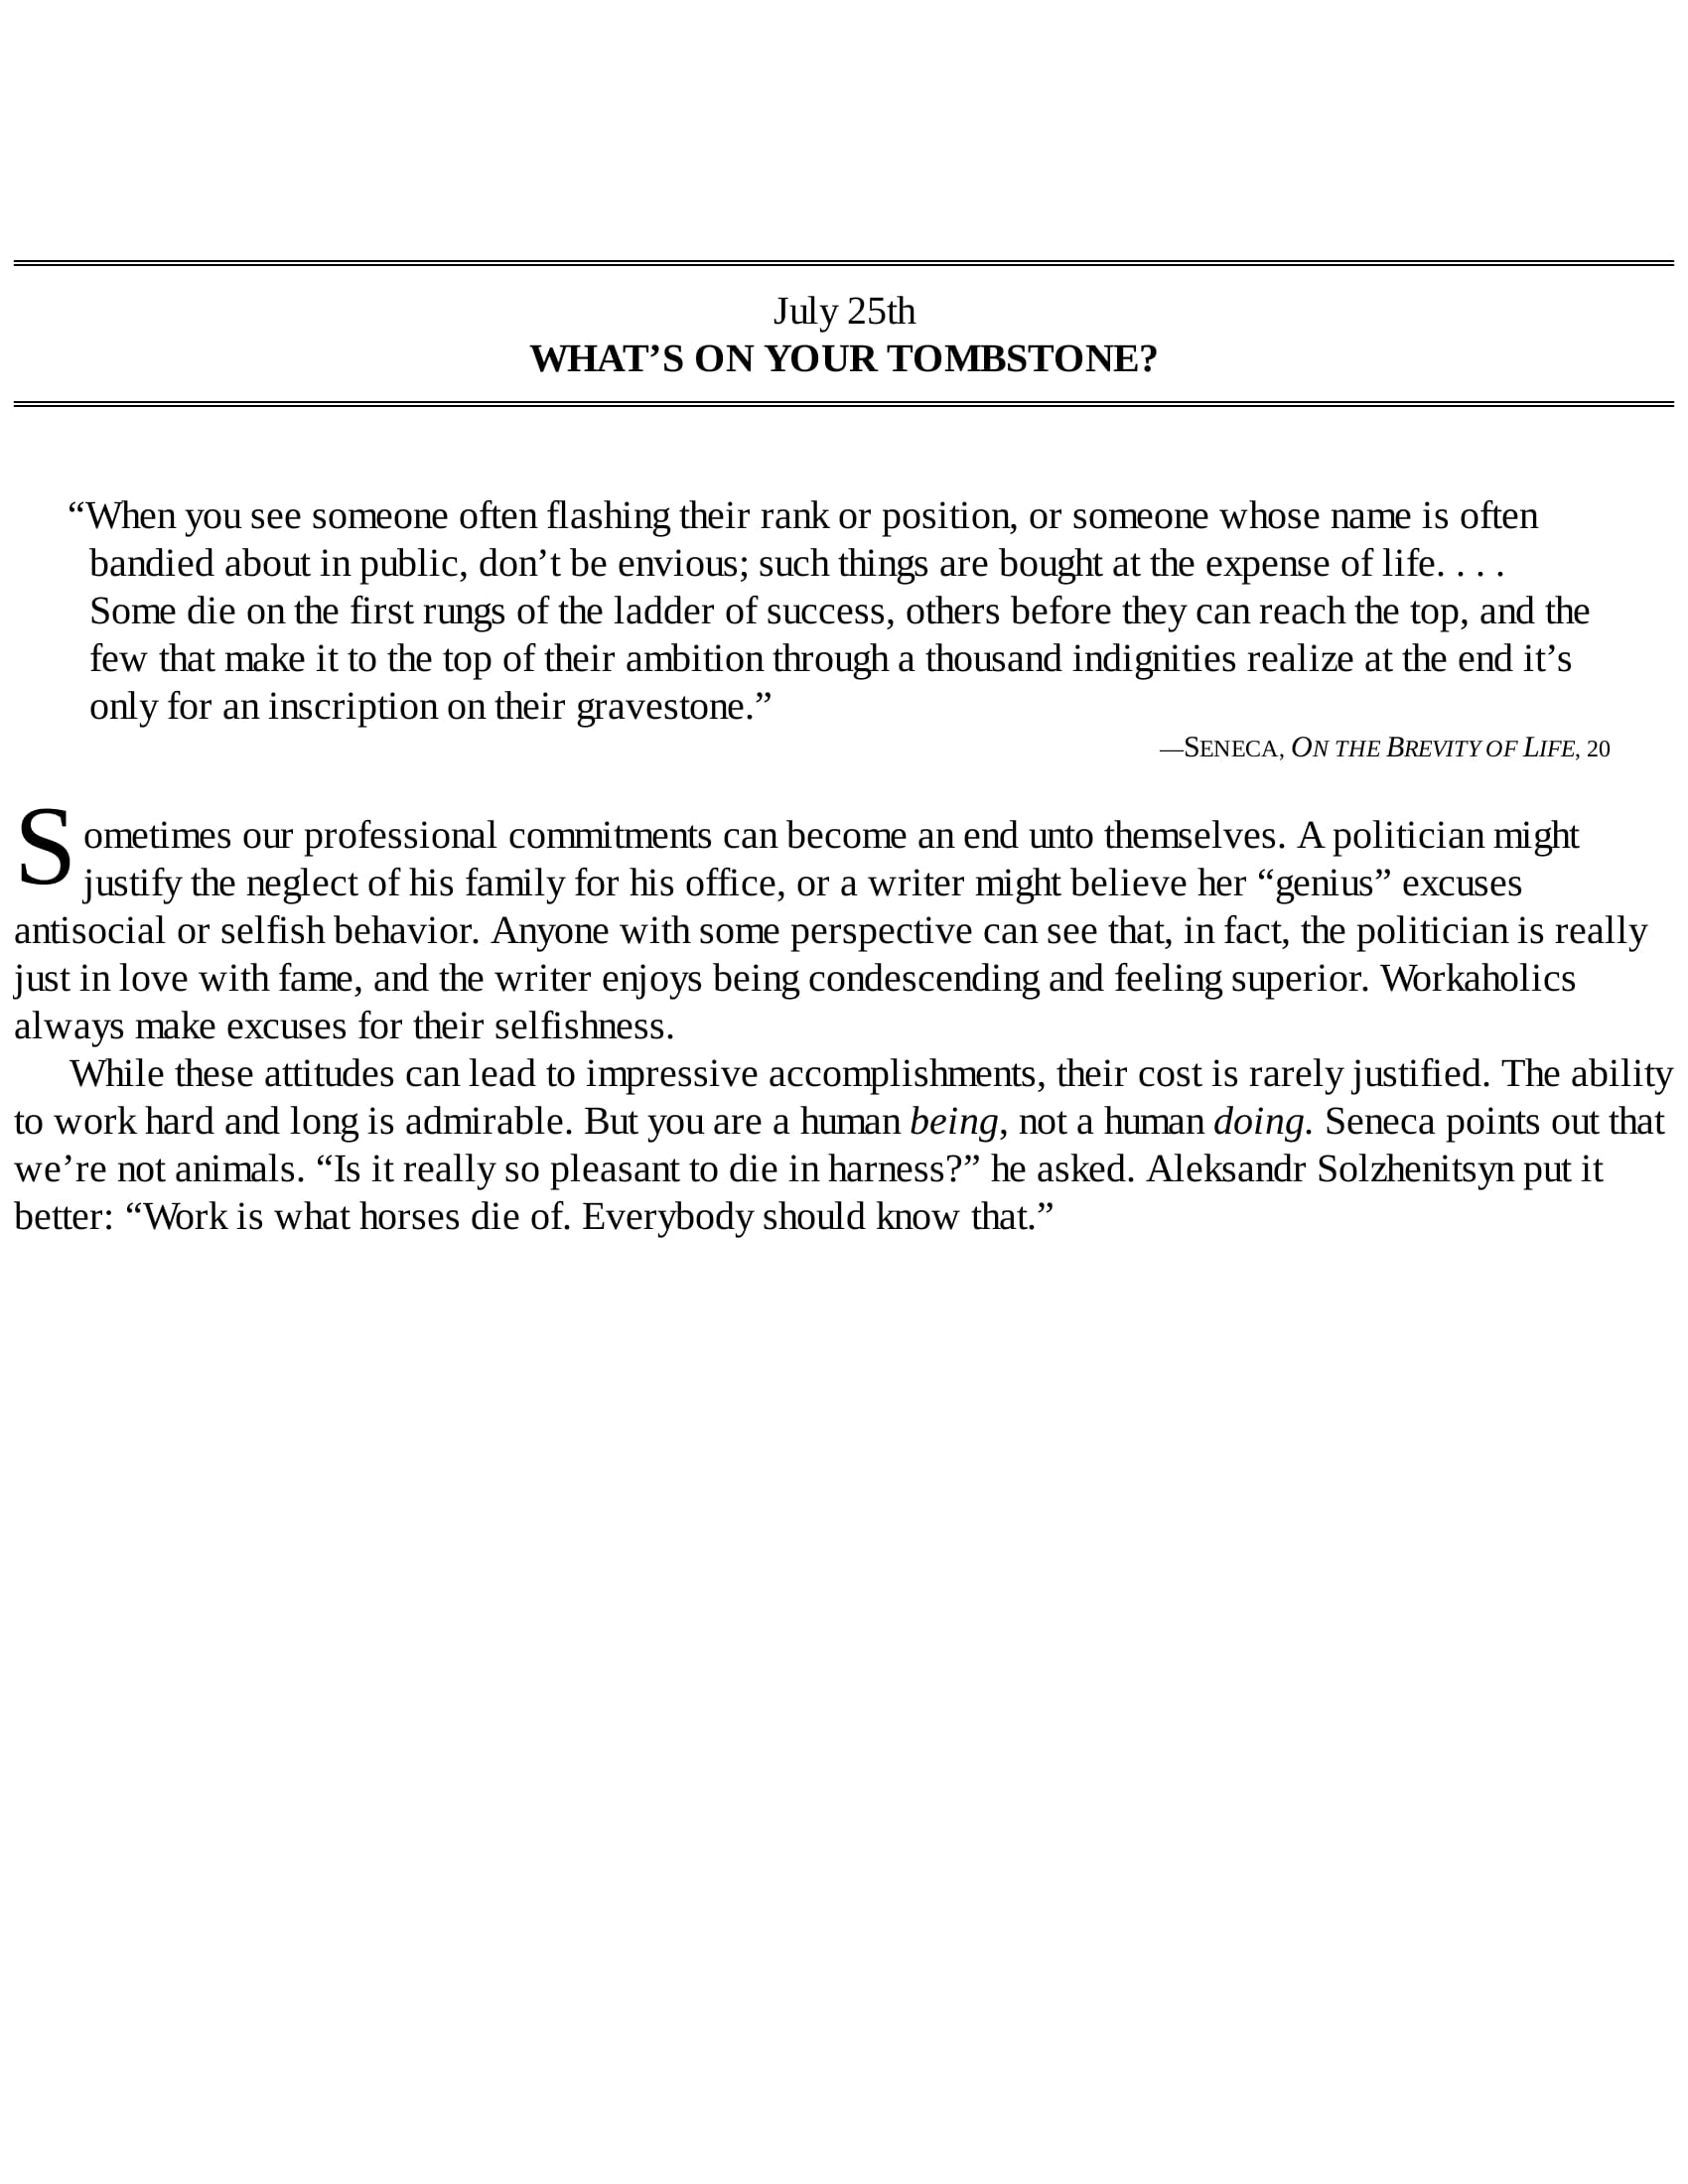 July 25th
WHAT’S ON YOUR TOMBSTONE?
“When you see someone often flashing their rank or position, or someone whose name is often
bandied about in public, don’t be envious; such things are bought at the expense of life. . . .
Some die on the first rungs of the ladder of success, others before they can reach the top, and the
few that make it to the top of their ambition through a thousand indignities realize at the end it’s
only for an inscription on their gravestone.”
—SENECA, ON THE BREVITY OF LIFE, 20
Sometimes our professional commitments can become an end unto themselves. A politician might
justify the neglect of his family for his office, or a writer might believe her “genius” excuses
antisocial or selfish behavior. Anyone with some perspective can see that, in fact, the politician is really
just in love with fame, and the writer enjoys being condescending and feeling superior. Workaholics
always make excuses for their selfishness.
While these attitudes can lead to impressive accomplishments, their cost is rarely justified. The ability
to work hard and long is admirable. But you are a human being, not a human doing. Seneca points out that
we’re not animals. “Is it really so pleasant to die in harness?” he asked. Aleksandr Solzhenitsyn put it
better: “Work is what horses die of. Everybody should know that.”